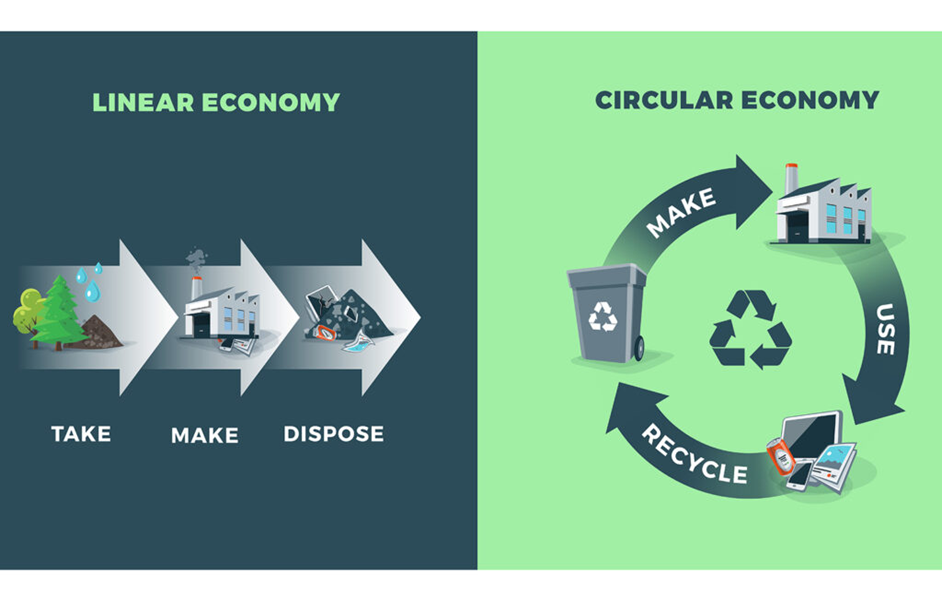 LINEAR ECONOMY
TAKE
MAKE
DISPOSE
CIRCULAR ECONOMY
MAKE
USE
RECYCLE